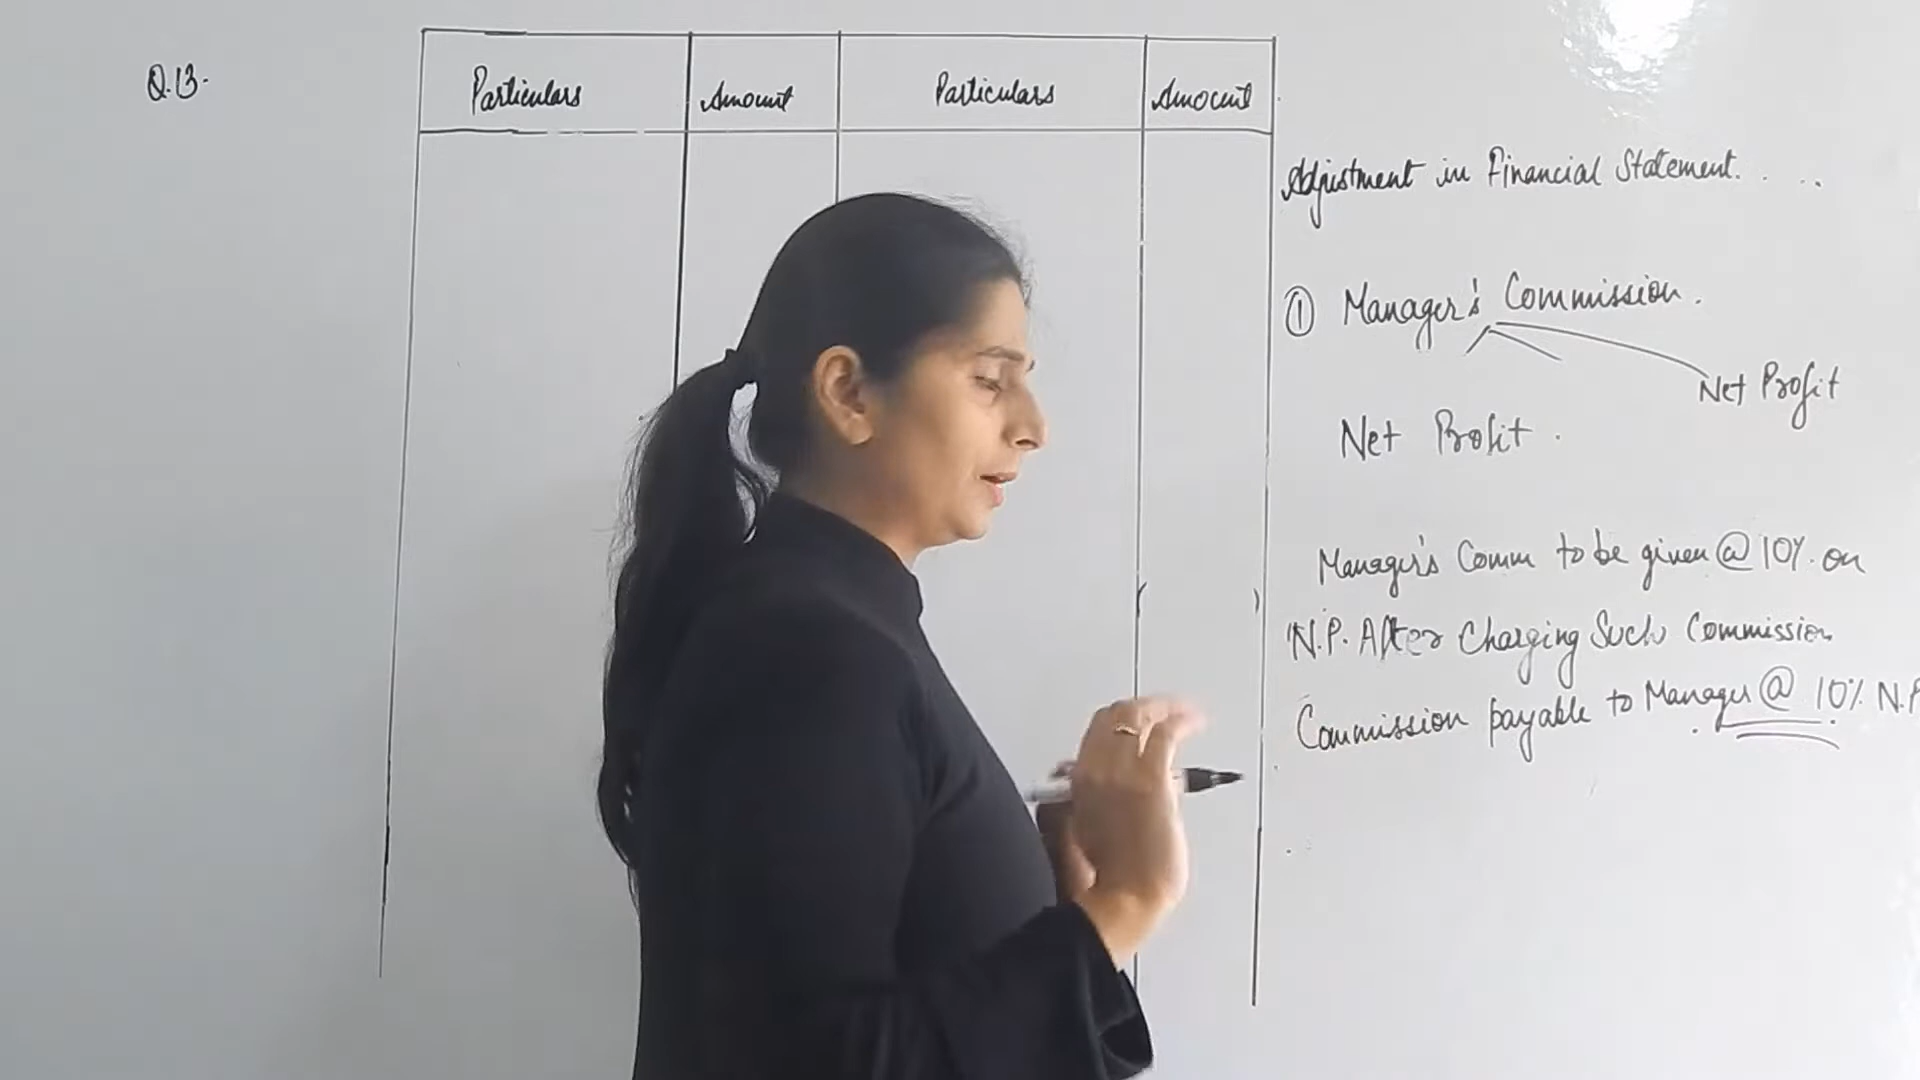 Q.13.
Particulars Amount Particulars Amount
Adjustment in Financial Statement. . ..
① Manager's Commission.
Net Profit
Net Profit .
Manager's Comm to be given @ 10%. on
N.P. After Charging Such Commission
Commission payable to Manager @ 10% N.P